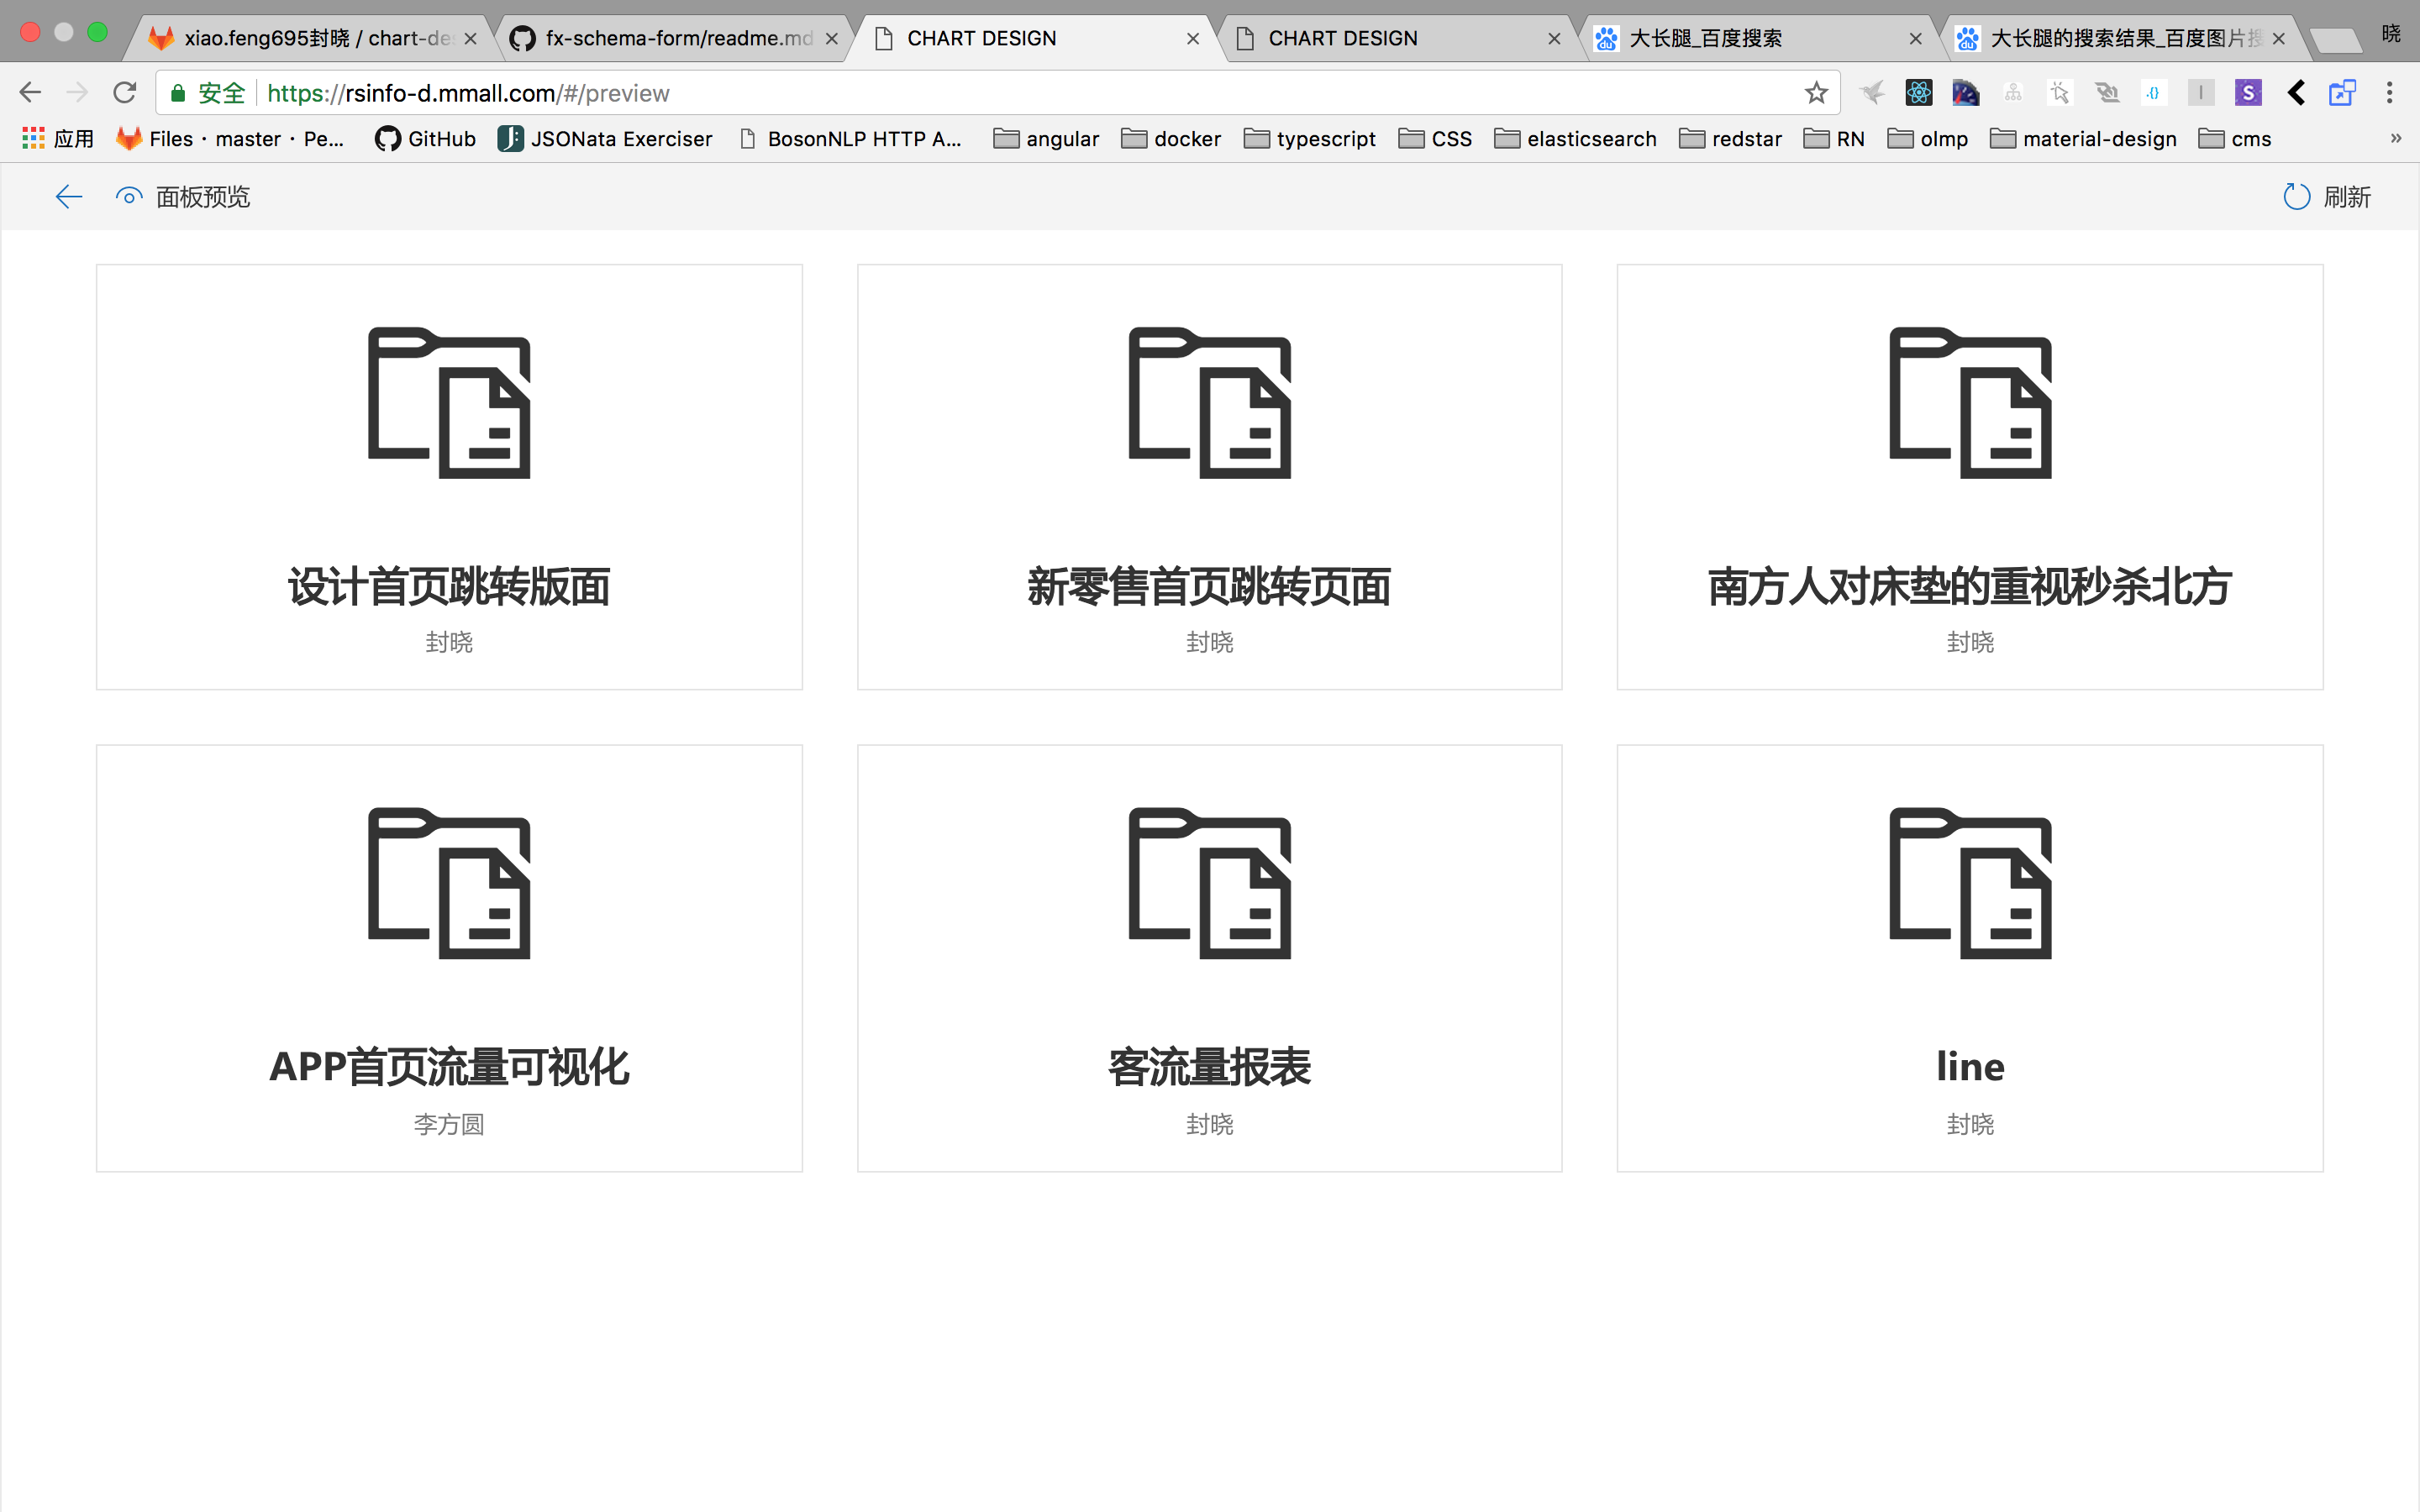 xiao.feng695封晓 / chart-des
fx-schema-form/readme.md
CHART DESIGN
CHART DESIGN
大长腿_百度搜索
大长腿的搜索结果_百度图片搜
晓
安全
https://rsinfo-d.mmall.com/#/preview
应用
Files · master · Pe...
GitHub
JSONata Exerciser
BosonNLP HTTP A...
angular
docker
typescript
CSS
elasticsearch
redstar
RN
olmp
material-design
cms
»
面板预览
刷新
设计首页跳转版面
封晓
新零售首页跳转页面
封晓
南方人对床垫的重视秒杀北方
封晓
APP首页流量可视化
李方圆
客流量报表
封晓
line
封晓